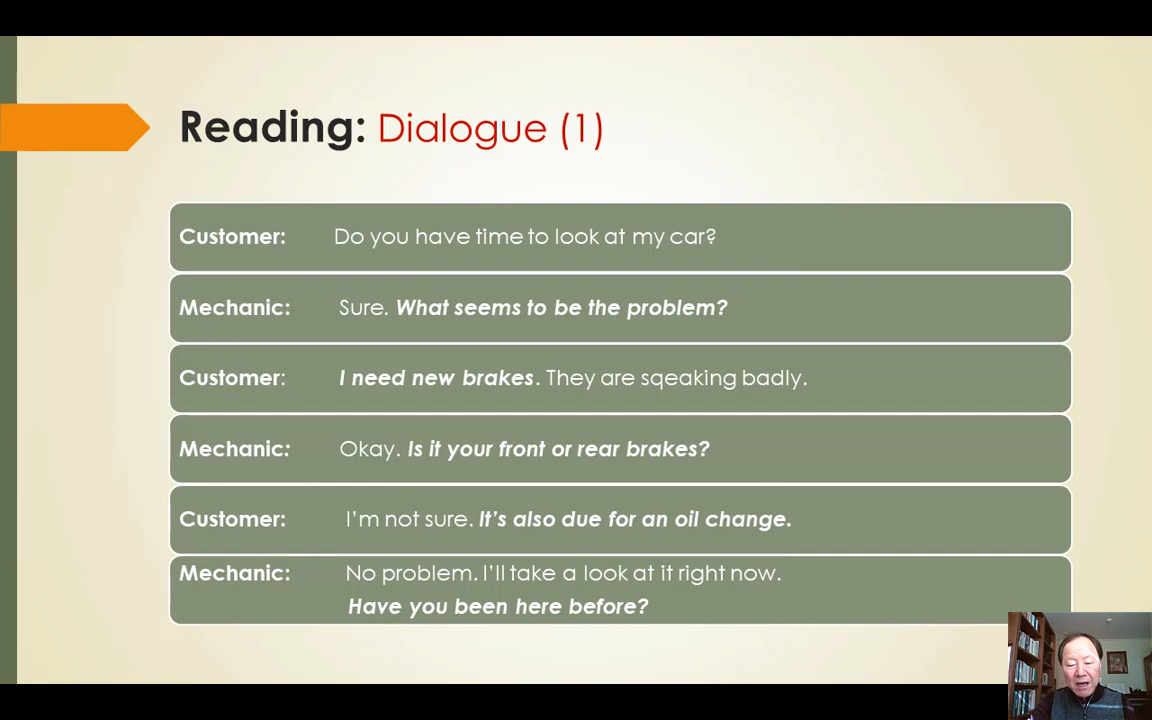 Reading: Dialogue (1)
Customer: Do you have time to look at my car?
Mechanic: Sure. What seems to be the problem?
Customer: I need new brakes. They are sqeaking badly.
Mechanic: Okay. Is it your front or rear brakes?
Customer: I'm not sure. It's also due for an oil change.
Mechanic: No problem. I'll take a look at it right now.
Have you been here before?